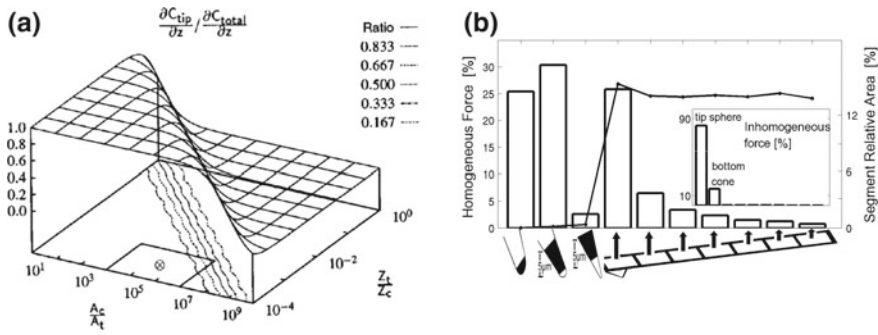 (a)
∂C_tip/∂z / ∂C_total/∂z
Ratio
0.833
0.667
0.500
0.333
0.167
1.0
0.8
0.6
0.4
0.2
0.0
10^1
10^3
10^5
10^7
10^9
A_c/A_t
10^-4
10^-2
10^0
Z_t/Z_c
(b)
Homogeneous Force [%]
30
25
20
15
10
5
0
Segment Relative Area [%]
12
6
0
90
10
tip sphere
Inhomogeneous
force [%]
bottom
cone